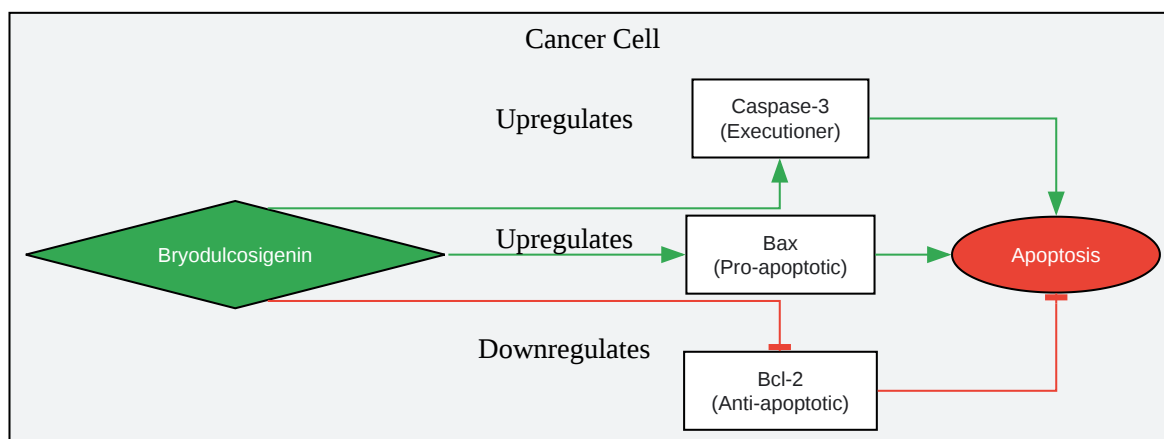 Cancer Cell
Upregulates
Caspase-3
(Executioner)
Bryodulcosigenin
Upregulates
Bax
(Pro-apoptotic)
Apoptosis
Downregulates
Bcl-2
(Anti-apoptotic)